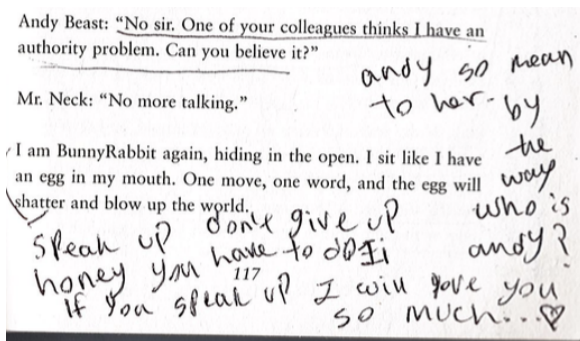 Andy Beast: “No sir. One of your colleagues thinks I have an
authority problem. Can you believe it?”
andy so mean
to her- by
the
way
who is
andy?
Mr. Neck: “No more talking.”
I am BunnyRabbit again, hiding in the open. I sit like I have
an egg in my mouth. One move, one word, and the egg will
shatter and blow up the world.
Speak up don't give up
honey you have to do
117
If you speak up I will love you
so much...♡